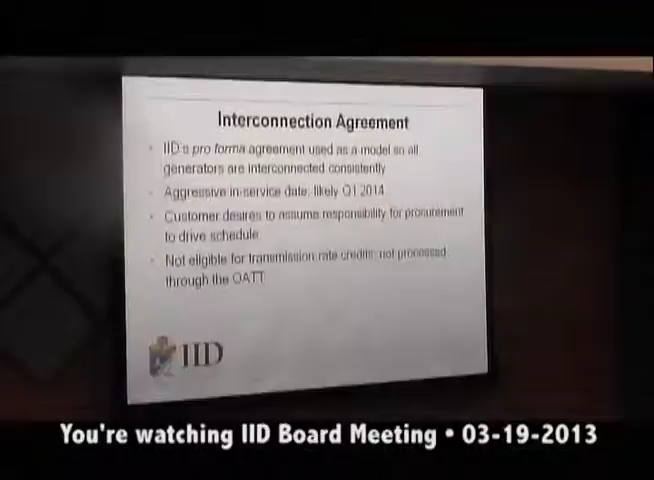 Interconnection Agreement
· IID's pro forma agreement used as a model so all
generators are interconnected consistently
· Aggressive in-service date, likely Q1 2014
· Customer desires to assume responsibility for procurement
to drive schedule
· Not eligible for transmission rate credits; not processed
through the OATT
IID
You're watching IID Board Meeting • 03-19-2013